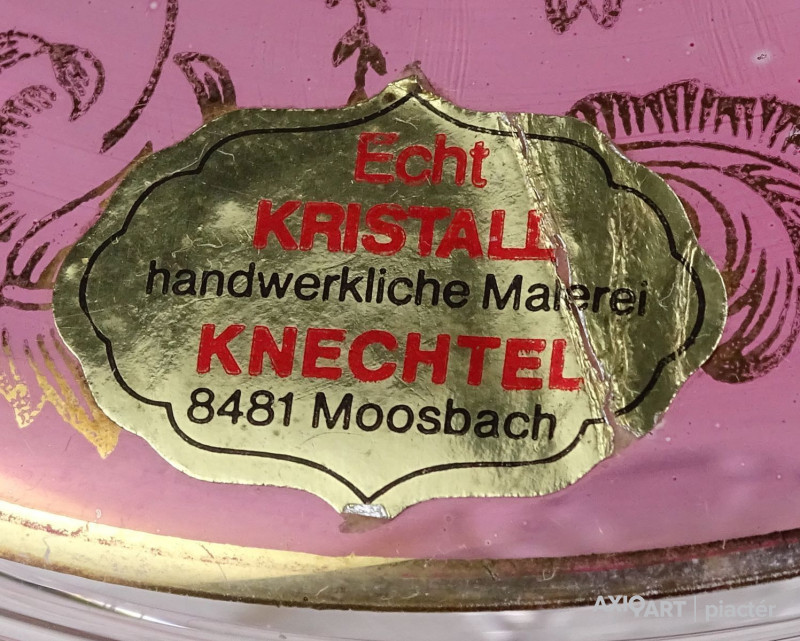 Echt
KRISTALL
handwerkliche Malerei
KNECHTEL
8481 Moosbach
AXIOART | piactér